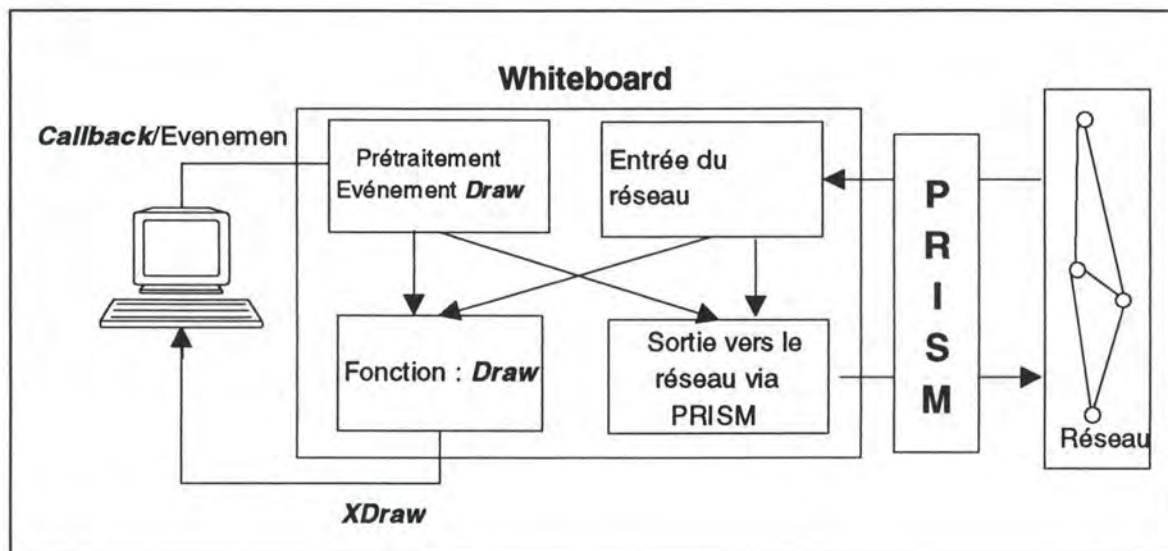 Whiteboard
Callback/Evenemen
Prétraitement
Evénement Draw
Entrée du
réseau
Fonction : Draw
Sortie vers le
réseau via
PRISM
PRISM
Réseau
XDraw